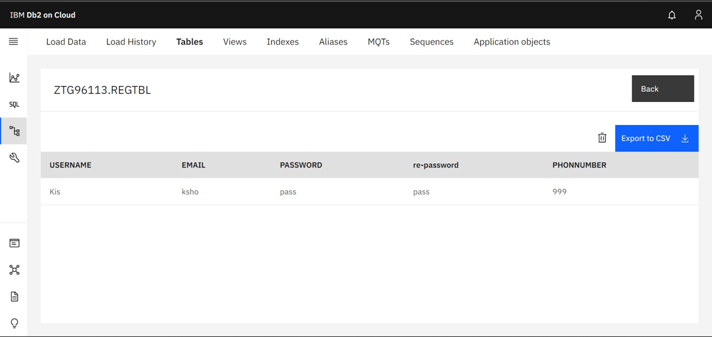 IBM Db2 on Cloud
Load Data Load History Tables Views Indexes Aliases MQTs Sequences Application objects
SQL
ZTG96113.REGTBL
Back
Export to CSV
USERNAME EMAIL PASSWORD re-password PHONNUMBER
Kis ksho pass pass 999